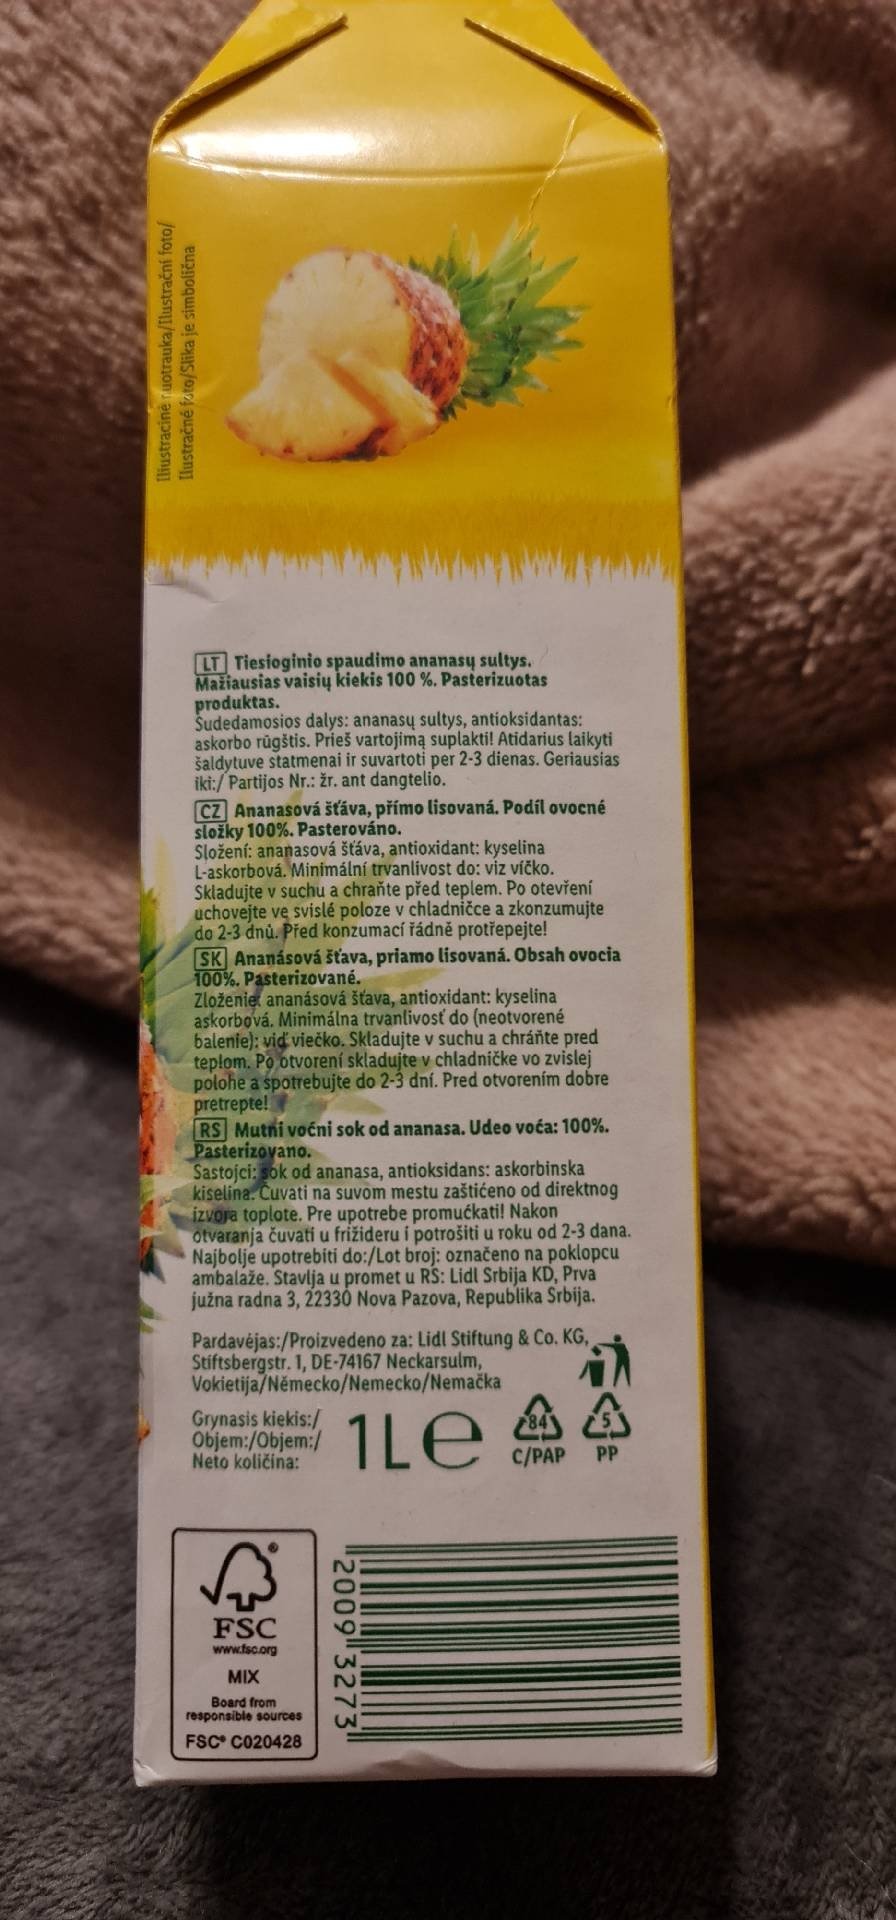 Iliustracinė nuotrauka/Ilustrační foto/
Ilustračné foto/Slika je simbolična
LT Tiesioginio spaudimo ananasų sultys.
Mažiausias vaisių kiekis 100 %. Pasterizuotas
produktas.
Sudedamosios dalys: ananasų sultys, antioksidantas:
askorbo rūgštis. Prieš vartojimą suplakti! Atidarius laikyti
šaldytuve statmenai ir suvartoti per 2-3 dienas. Geriausias
iki:/ Partijos Nr.: žr. ant dangtelio.
CZ Ananasová šťáva, přímo lisovaná. Podíl ovocné
složky 100%. Pasterováno.
Složení: ananasová šťáva, antioxidant: kyselina
L-askorbová. Minimální trvanlivost do: viz víčko.
Skladujte v suchu a chraňte před teplem. Po otevření
uchovejte ve svislé poloze v chladničce a zkonzumujte
do 2-3 dnů. Před konzumací řádně protřepejte!
SK Ananásová šťava, priamo lisovaná. Obsah ovocia
100%. Pasterizované.
Zloženie: ananásová šťava, antioxidant: kyselina
askorbová. Minimálna trvanlivosť do (neotvorené
balenie): viď viečko. Skladujte v suchu a chráňte pred
teplom. Po otvorení skladujte v chladničke vo zvislej
polohe a spotrebujte do 2-3 dní. Pred otvorením dobre
pretrepte!
RS Mutni voćni sok od ananasa. Udeo voća: 100%.
Pasterizovano.
Sastojci: sok od ananasa, antioksidans: askorbinska
kiselina. Čuvati na suvom mestu zaštićeno od direktnog
izvora toplote. Pre upotrebe promućkati! Nakon
otvaranja čuvati u frižideru i potrošiti u roku od 2-3 dana.
Najbolje upotrebiti do:/Lot broj: označeno na poklopcu
ambalaže. Stavlja u promet u RS: Lidl Srbija KD, Prva
južna radna 3, 22330 Nova Pazova, Republika Srbija.
Pardavėjas:/Proizvedeno za: Lidl Stiftung & Co. KG,
Stiftsbergstr. 1, DE-74167 Neckarsulm,
Vokietija/Německo/Nemecko/Nemačka
Grynasis kiekis:/
Objem:/Objem:/
Neto količina:
1L e
84
C/PAP
5
PP
FSC
www.fsc.org
MIX
Board from
responsible sources
FSC® C020428
2009 3273